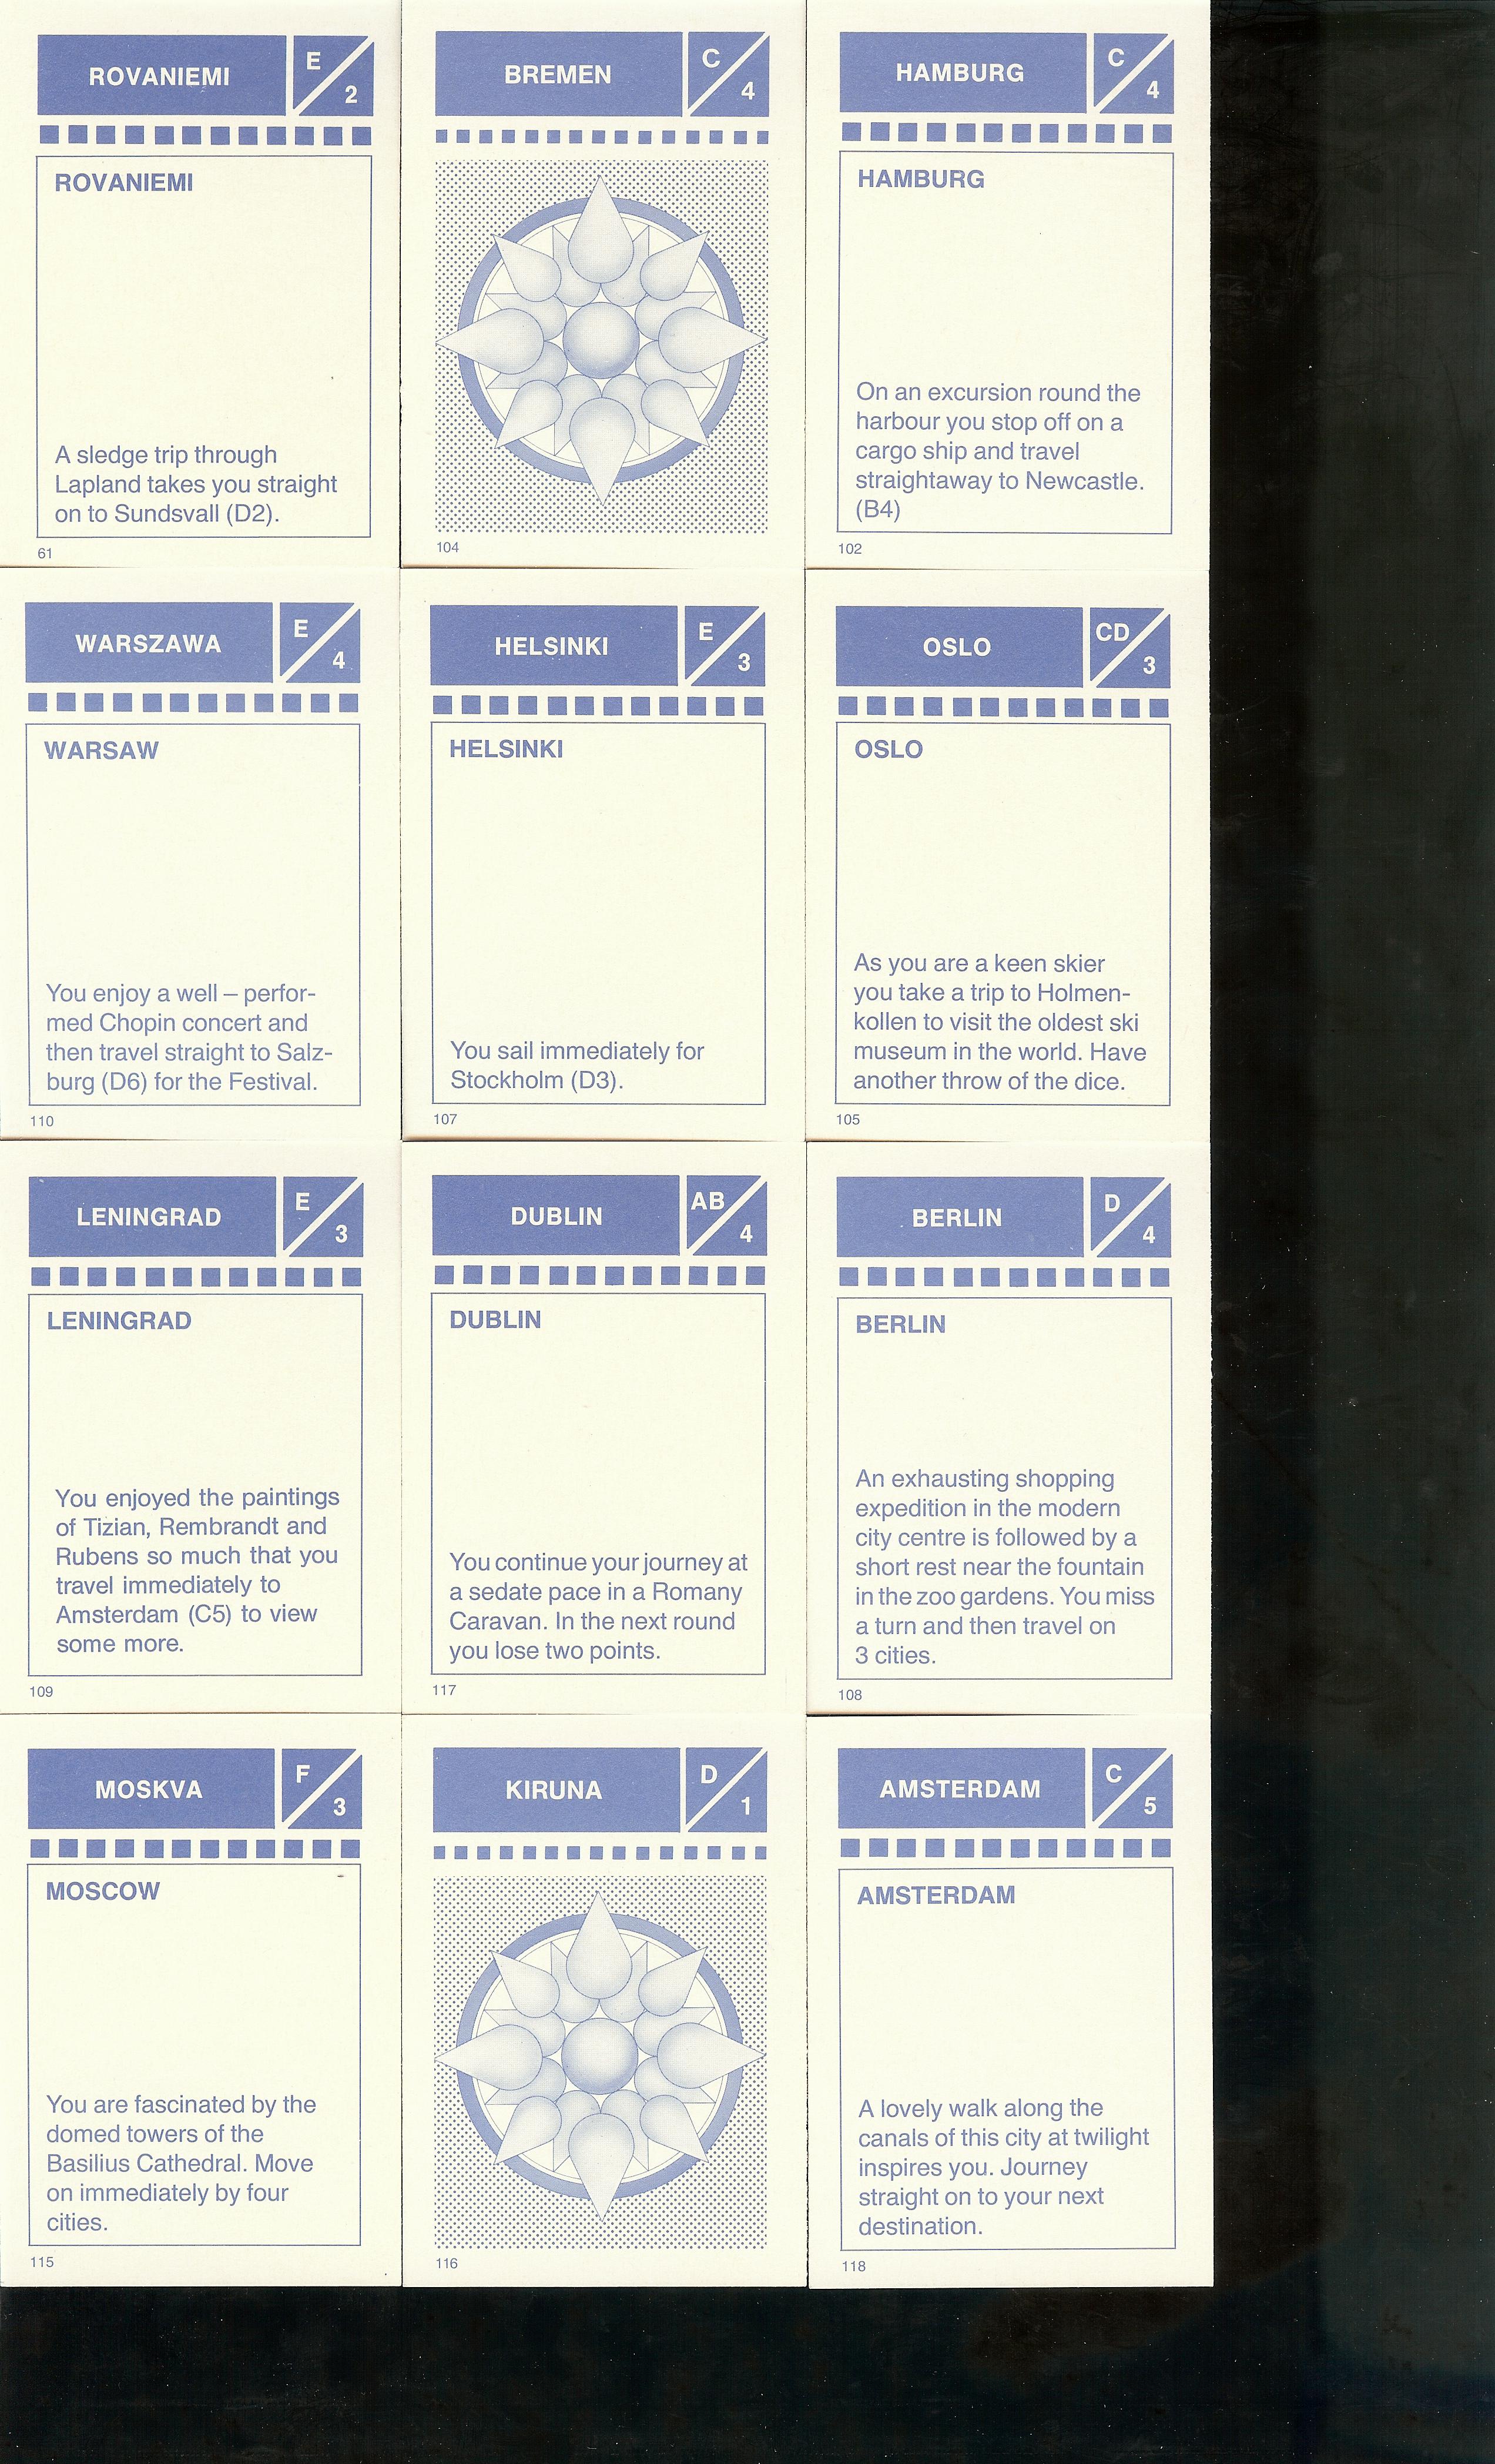 ROVANIEMI
E
2
ROVANIEMI
A sledge trip through
Lapland takes you straight
on to Sundsvall (D2).
61
BREMEN
C
4
104
HAMBURG
C
4
HAMBURG
On an excursion round the
harbour you stop off on a
cargo ship and travel
straightaway to Newcastle.
(B4)
102
WARSZAWA
E
4
WARSAW
You enjoy a well – perfor-
med Chopin concert and
then travel straight to Salz-
burg (D6) for the Festival.
110
HELSINKI
E
3
HELSINKI
You sail immediately for
Stockholm (D3).
107
OSLO
CD
3
OSLO
As you are a keen skier
you take a trip to Holmen-
kollen to visit the oldest ski
museum in the world. Have
another throw of the dice.
105
LENINGRAD
E
3
LENINGRAD
You enjoyed the paintings
of Tizian, Rembrandt and
Rubens so much that you
travel immediately to
Amsterdam (C5) to view
some more.
109
DUBLIN
AB
4
DUBLIN
You continue your journey at
a sedate pace in a Romany
Caravan. In the next round
you lose two points.
117
BERLIN
D
4
BERLIN
An exhausting shopping
expedition in the modern
city centre is followed by a
short rest near the fountain
in the zoo gardens. You miss
a turn and then travel on
3 cities.
108
MOSKVA
F
3
MOSCOW
You are fascinated by the
domed towers of the
Basilius Cathedral. Move
on immediately by four
cities.
115
KIRUNA
D
1
116
AMSTERDAM
C
5
AMSTERDAM
A lovely walk along the
canals of this city at twilight
inspires you. Journey
straight on to your next
destination.
118